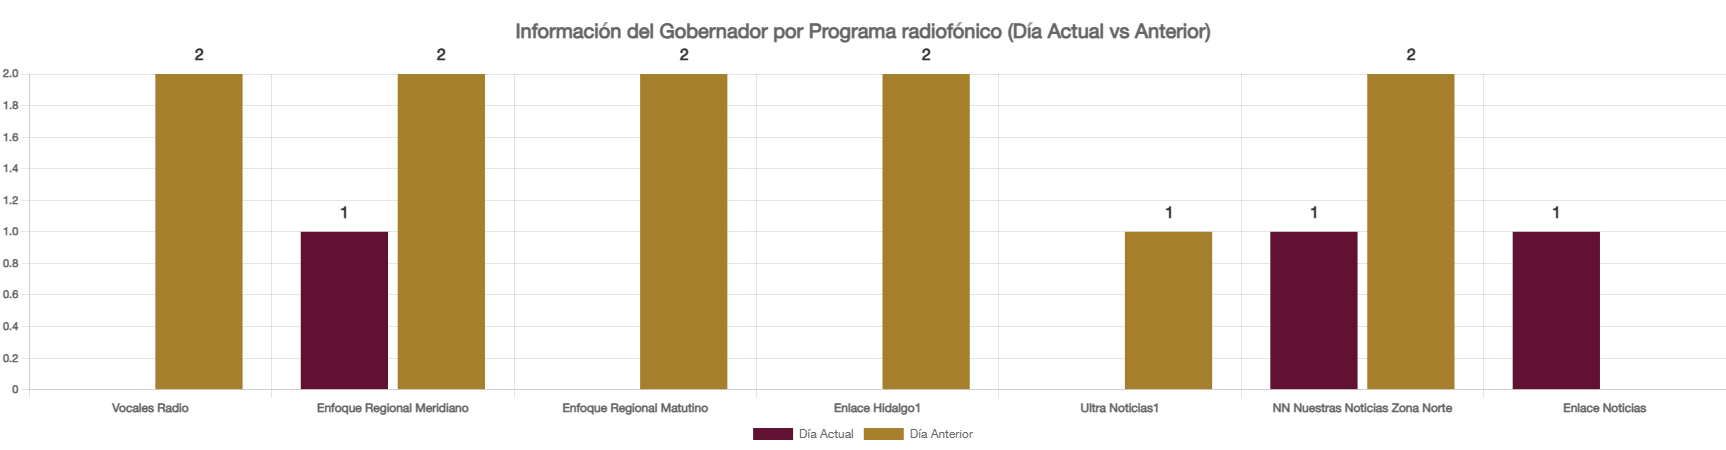 Información del Gobernador por Programa radiofónico (Día Actual vs Anterior)
2 2 2 2 2
2.0
1.8
1.6
1.4
1.2
1 1 1 1
1.0
0.8
0.6
0.4
0.2
0
Vocales Radio Enfoque Regional Meridiano Enfoque Regional Matutino Enlace Hidalgo1 Ultra Noticias1 NN Nuestras Noticias Zona Norte Enlace Noticias
Día Actual Día Anterior